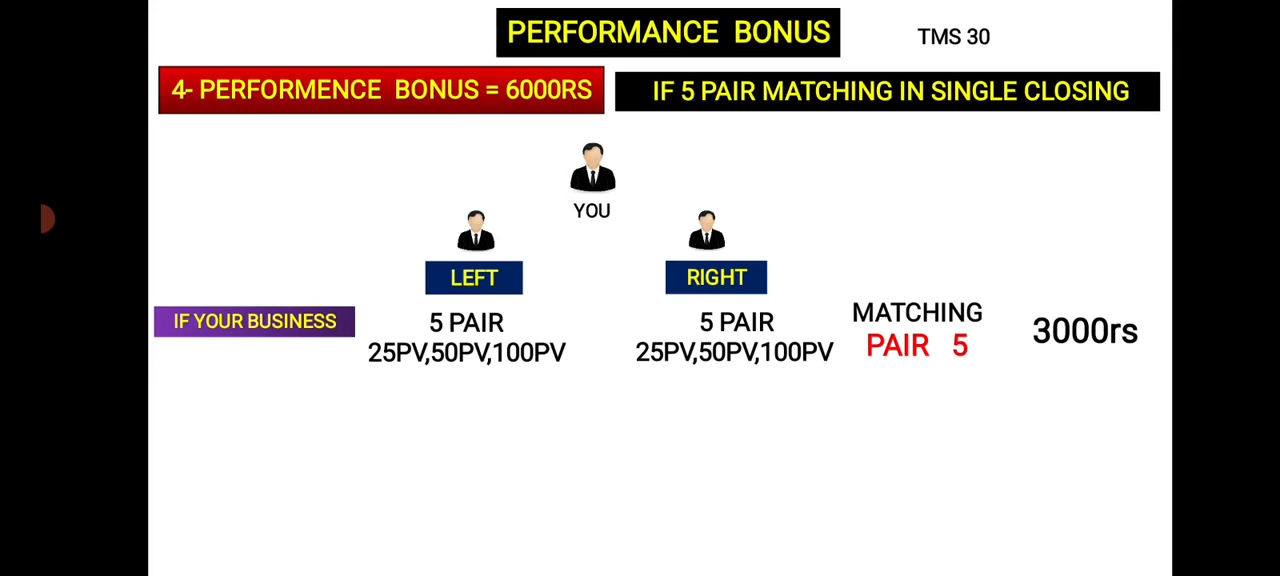 PERFORMANCE BONUS
TMS 30
4- PERFORMENCE BONUS = 6000RS
IF 5 PAIR MATCHING IN SINGLE CLOSING
YOU
LEFT
RIGHT
IF YOUR BUSINESS
5 PAIR
25PV,50PV,100PV
5 PAIR
25PV,50PV,100PV
MATCHING
PAIR 5
3000rs